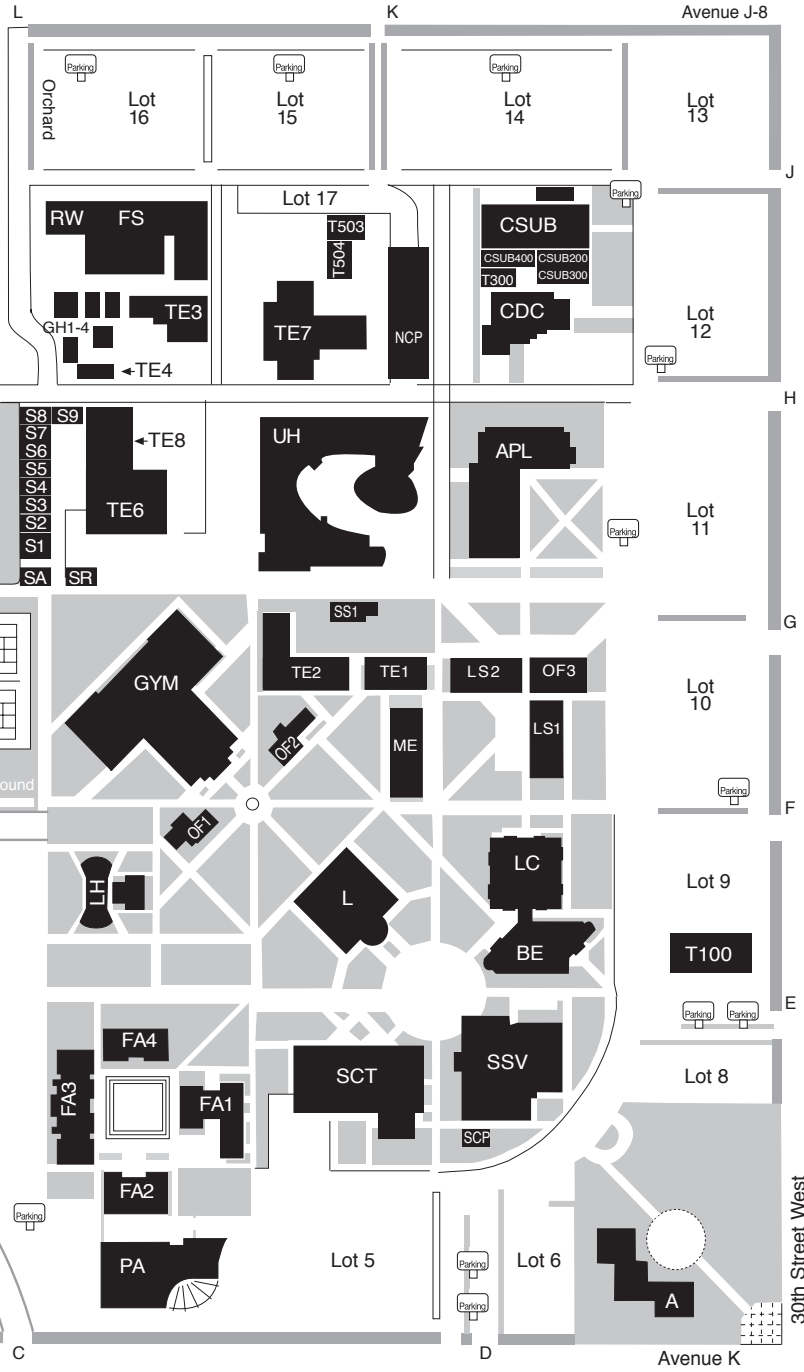 L
K
Avenue J-8
Parking
Parking
Parking
Orchard
Lot
16
Lot
15
Lot
14
Lot
13
J
Parking
Lot 17
RW
FS
T503
T504
CSUB
CSUB400
CSUB200
T300
CSUB300
GH1-4
TE3
TE7
NCP
CDC
Lot
12
Parking
TE4
H
S8
S9
S7
S6
S5
S4
S3
S2
S1
SA
SR
TE8
TE6
UH
APL
Lot
11
Parking
G
SS1
GYM
TE2
TE1
LS2
OF3
OF2
ME
LS1
Lot
10
Parking
ound
F
OF1
LH
L
LC
BE
Lot 9
T100
E
Parking
Parking
FA4
FA3
FA1
SCT
SSV
Lot 8
SCP
FA2
Parking
PA
Lot 5
Parking
Parking
Lot 6
A
30th Street West
C
D
Avenue K